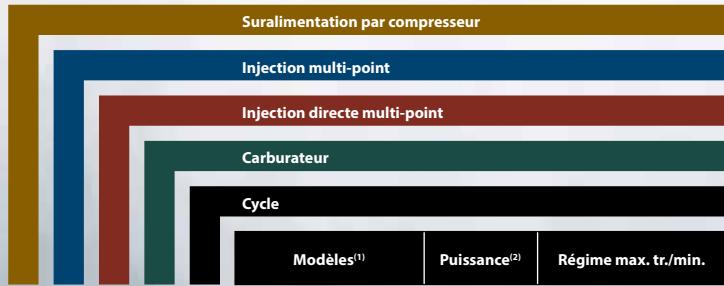 Suralimentation par compresseur
Injection multi-point
Injection directe multi-point
Carburateur
Cycle
Modèles(1) Puissance(2) Régime max. tr./min.